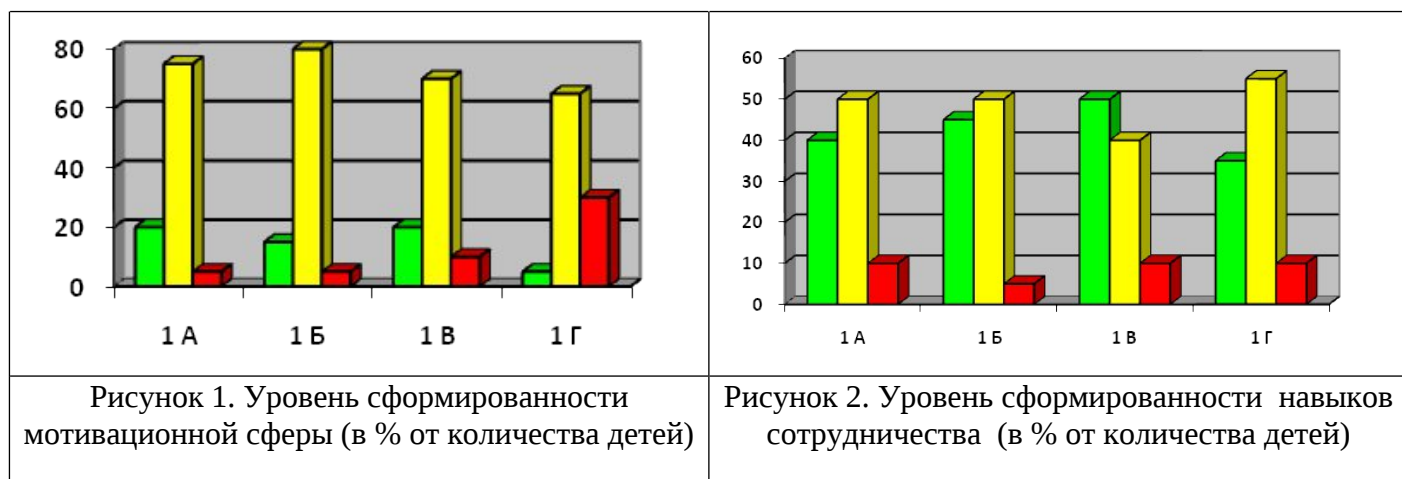 80
60
40
20
0
1 А 1 Б 1 В 1 Г
60
50
40
30
20
10
0
1 А 1 Б 1 В 1 Г
Рисунок 1. Уровень сформированности
мотивационной сферы (в % от количества детей)
Рисунок 2. Уровень сформированности навыков
сотрудничества (в % от количества детей)